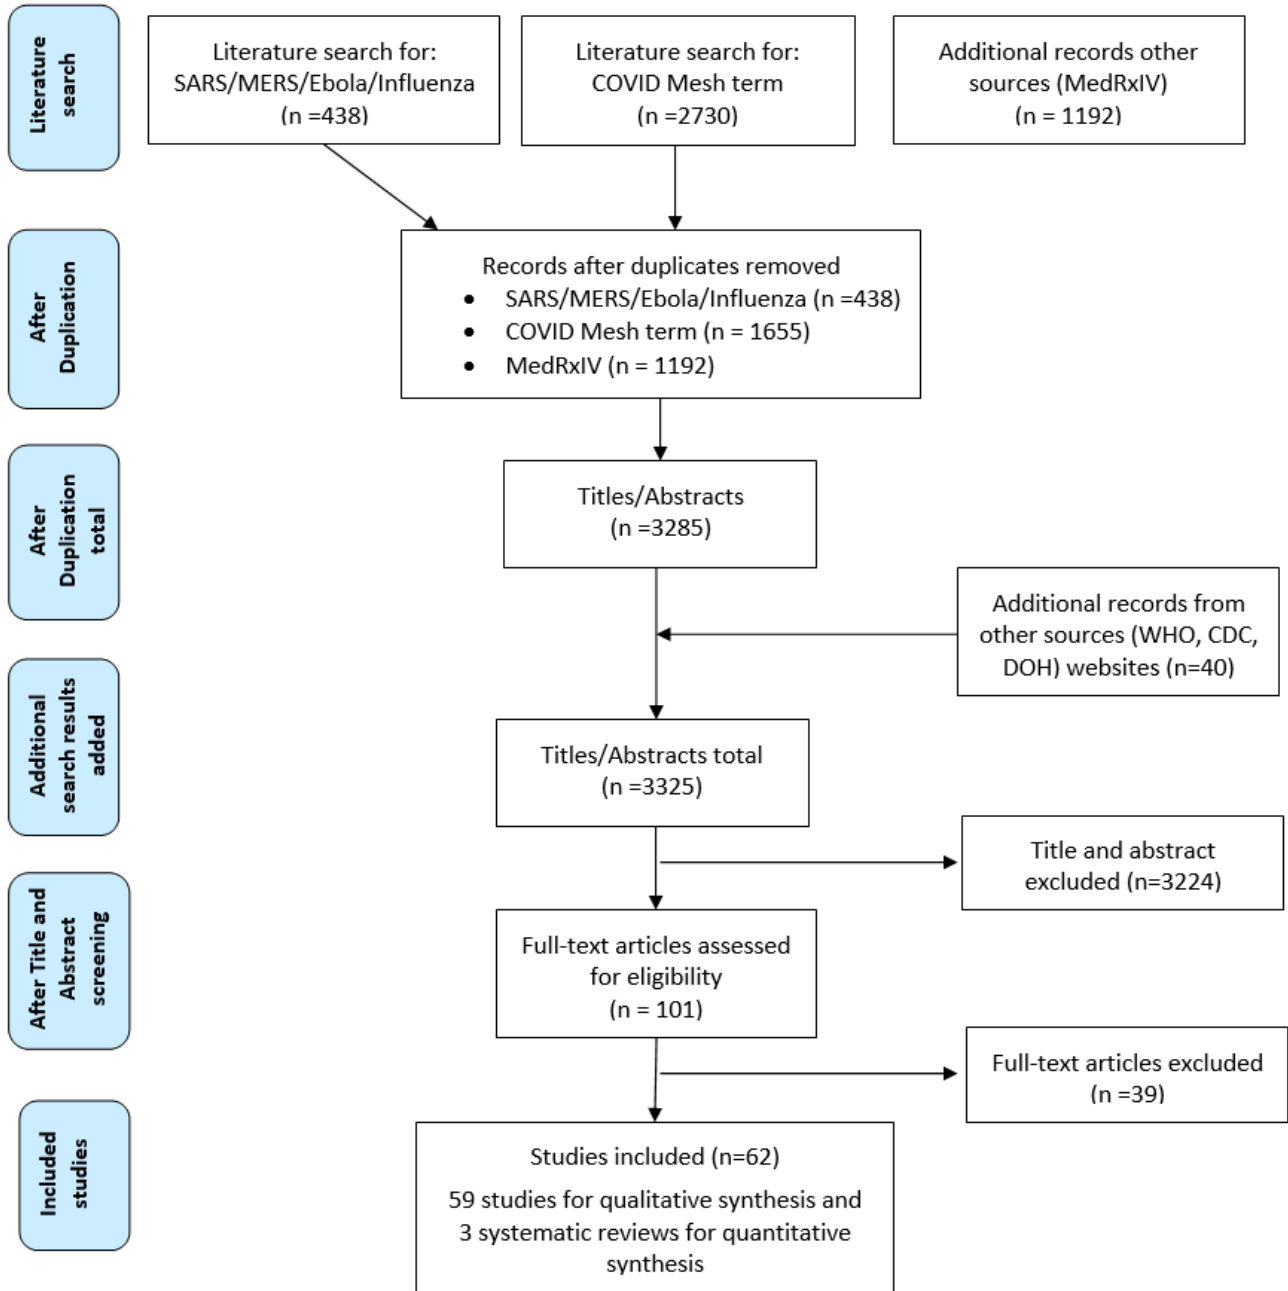 Literature
search
Literature search for:
SARS/MERS/Ebola/Influenza
(n =438)
Literature search for:
COVID Mesh term
(n =2730)
Additional records other
sources (MedRxIV)
(n = 1192)
After
Duplication
Records after duplicates removed
• SARS/MERS/Ebola/Influenza (n =438)
• COVID Mesh term (n = 1655)
• MedRxIV (n = 1192)
After
Duplication
total
Titles/Abstracts
(n =3285)
Additional records from
other sources (WHO, CDC,
DOH) websites (n=40)
Additional
search results
added
Titles/Abstracts total
(n =3325)
Title and abstract
excluded (n=3224)
After Title and
Abstract
screening
Full-text articles assessed
for eligibility
(n = 101)
Full-text articles excluded
(n =39)
Included
studies
Studies included (n=62)
59 studies for qualitative synthesis and
3 systematic reviews for quantitative
synthesis